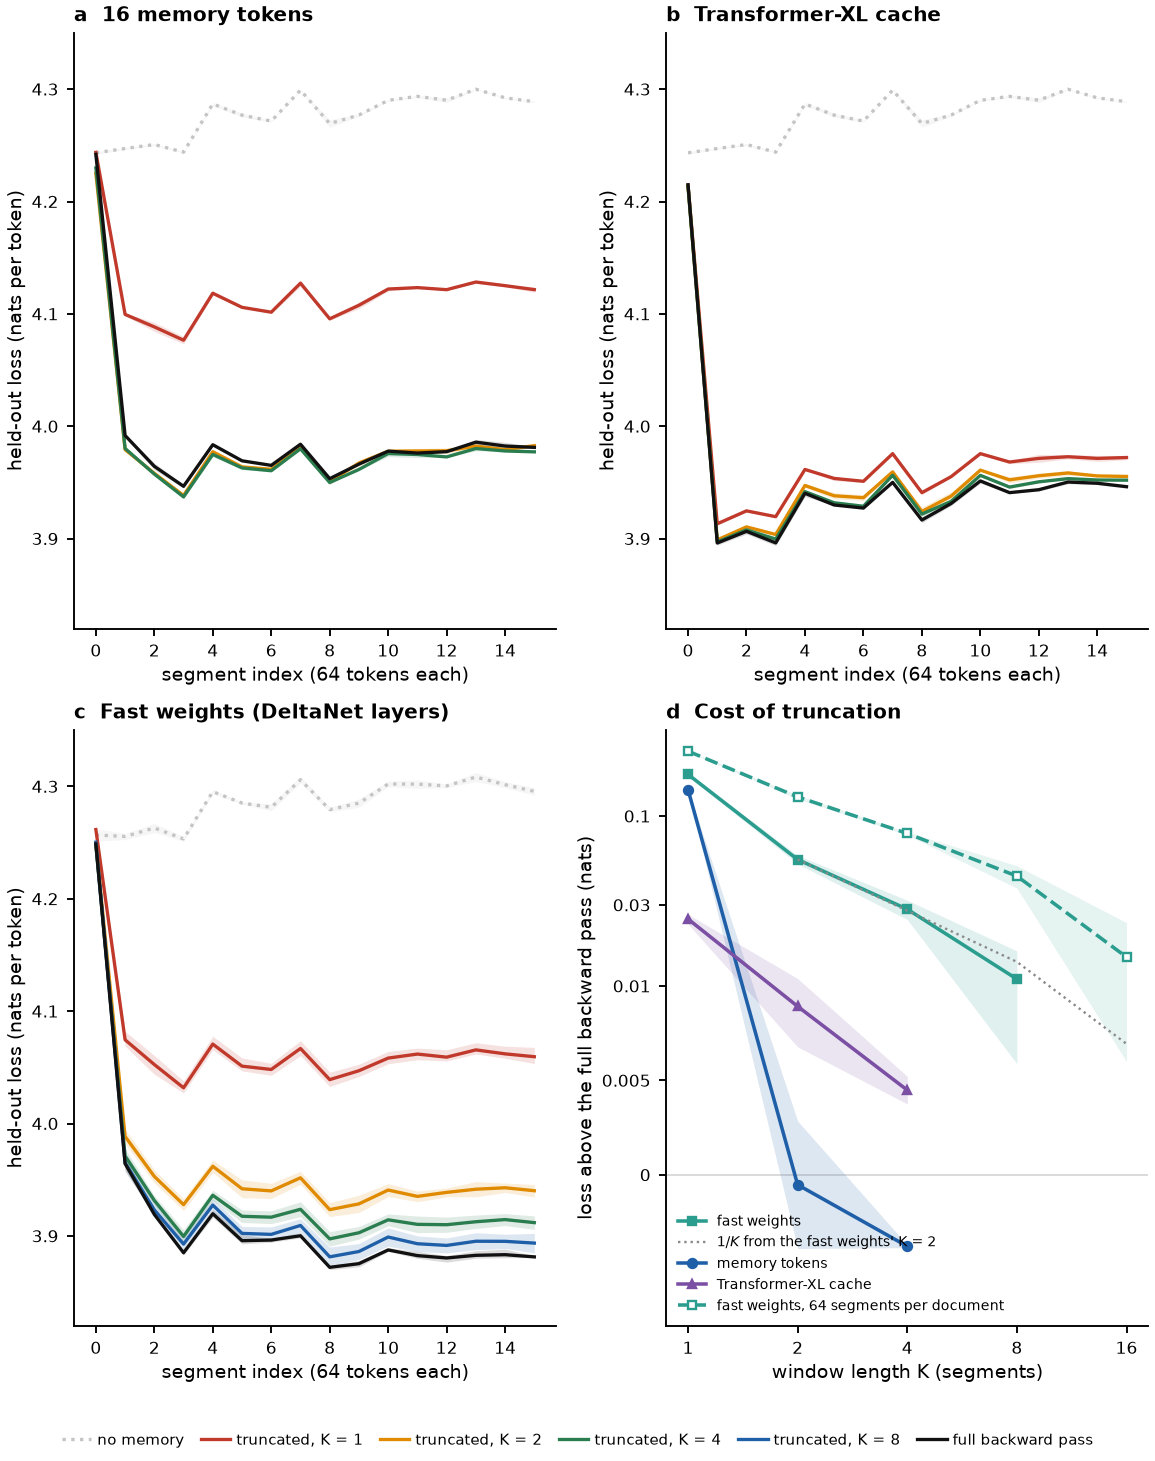 a 16 memory tokens
4.3
4.2
4.1
4.0
3.9
held-out loss (nats per token)
0 2 4 6 8 10 12 14
segment index (64 tokens each)
b Transformer-XL cache
4.3
4.2
4.1
4.0
3.9
held-out loss (nats per token)
0 2 4 6 8 10 12 14
segment index (64 tokens each)
c Fast weights (DeltaNet layers)
4.3
4.2
4.1
4.0
3.9
held-out loss (nats per token)
0 2 4 6 8 10 12 14
segment index (64 tokens each)
d Cost of truncation
0.1
0.03
0.01
0.005
0
loss above the full backward pass (nats)
fast weights
1/K from the fast weights' K = 2
memory tokens
Transformer-XL cache
fast weights, 64 segments per document
1 2 4 8 16
window length K (segments)
no memory truncated, K = 1 truncated, K = 2 truncated, K = 4 truncated, K = 8 full backward pass